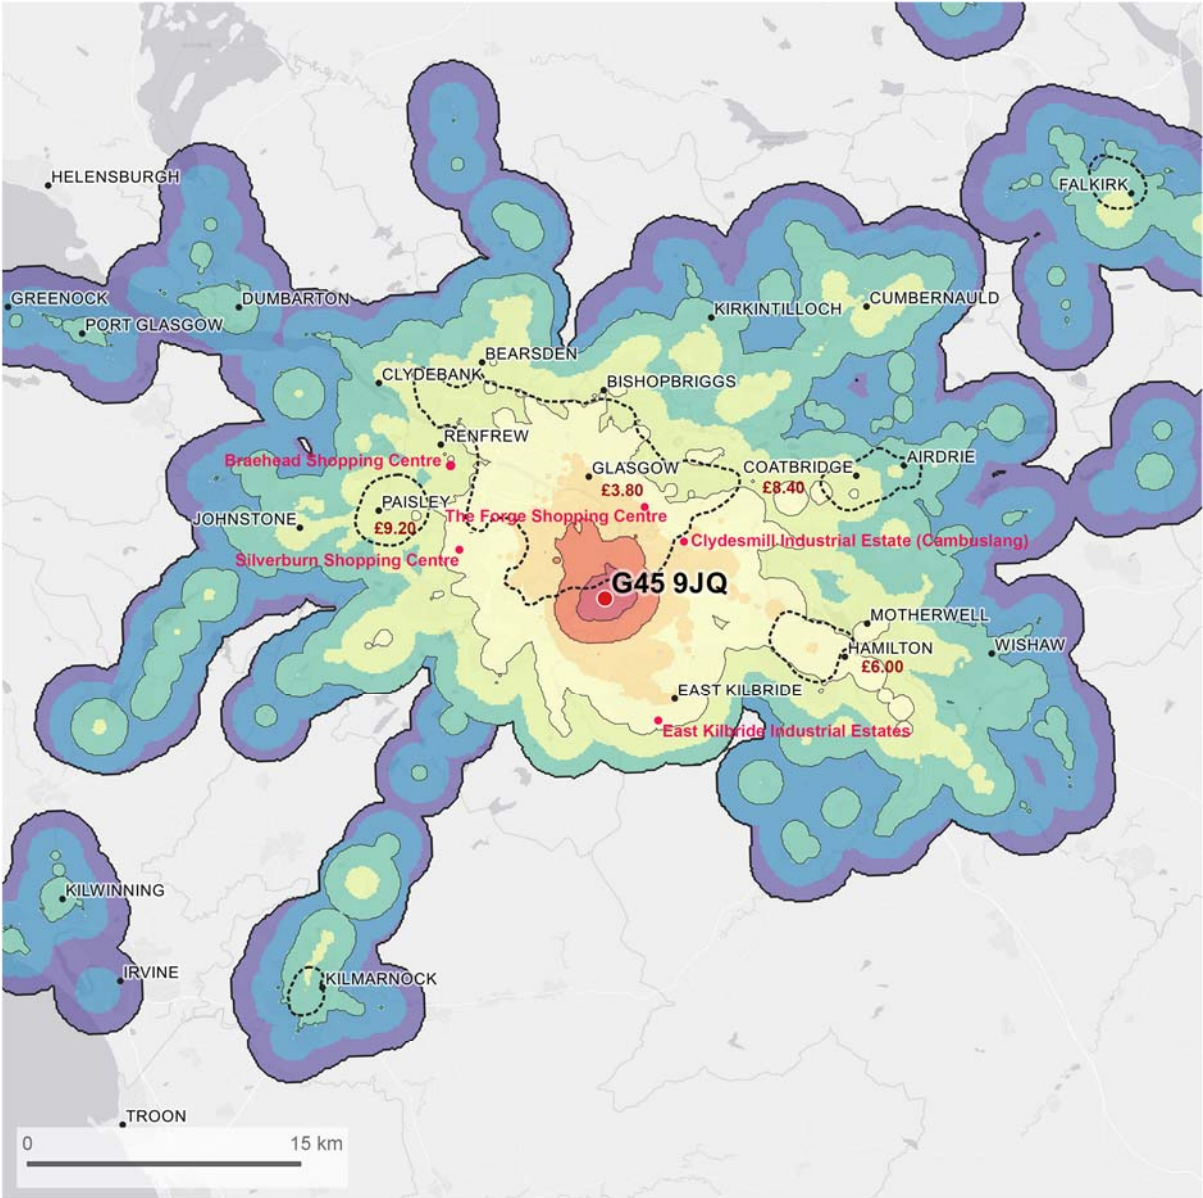 HELENSBURGH
FALKIRK
GREENOCK
DUMBARTON
PORT GLASGOW
KIRKINTILLOCH
CUMBERNAULD
BEARSDEN
CLYDEBANK
BISHOPBRIGGS
RENFREW
Braehead Shopping Centre
GLASGOW
£3.80
COATBRIDGE
£8.40
AIRDRIE
PAISLEY
£9.20
JOHNSTONE
The Forge Shopping Centre
Clydesmill Industrial Estate (Cambuslang)
Silverburn Shopping Centre
G45 9JQ
MOTHERWELL
HAMILTON
£6.00
WISHAW
EAST KILBRIDE
East Kilbride Industrial Estates
KILWINNING
IRVINE
KILMARNOCK
TROON
0 15 km